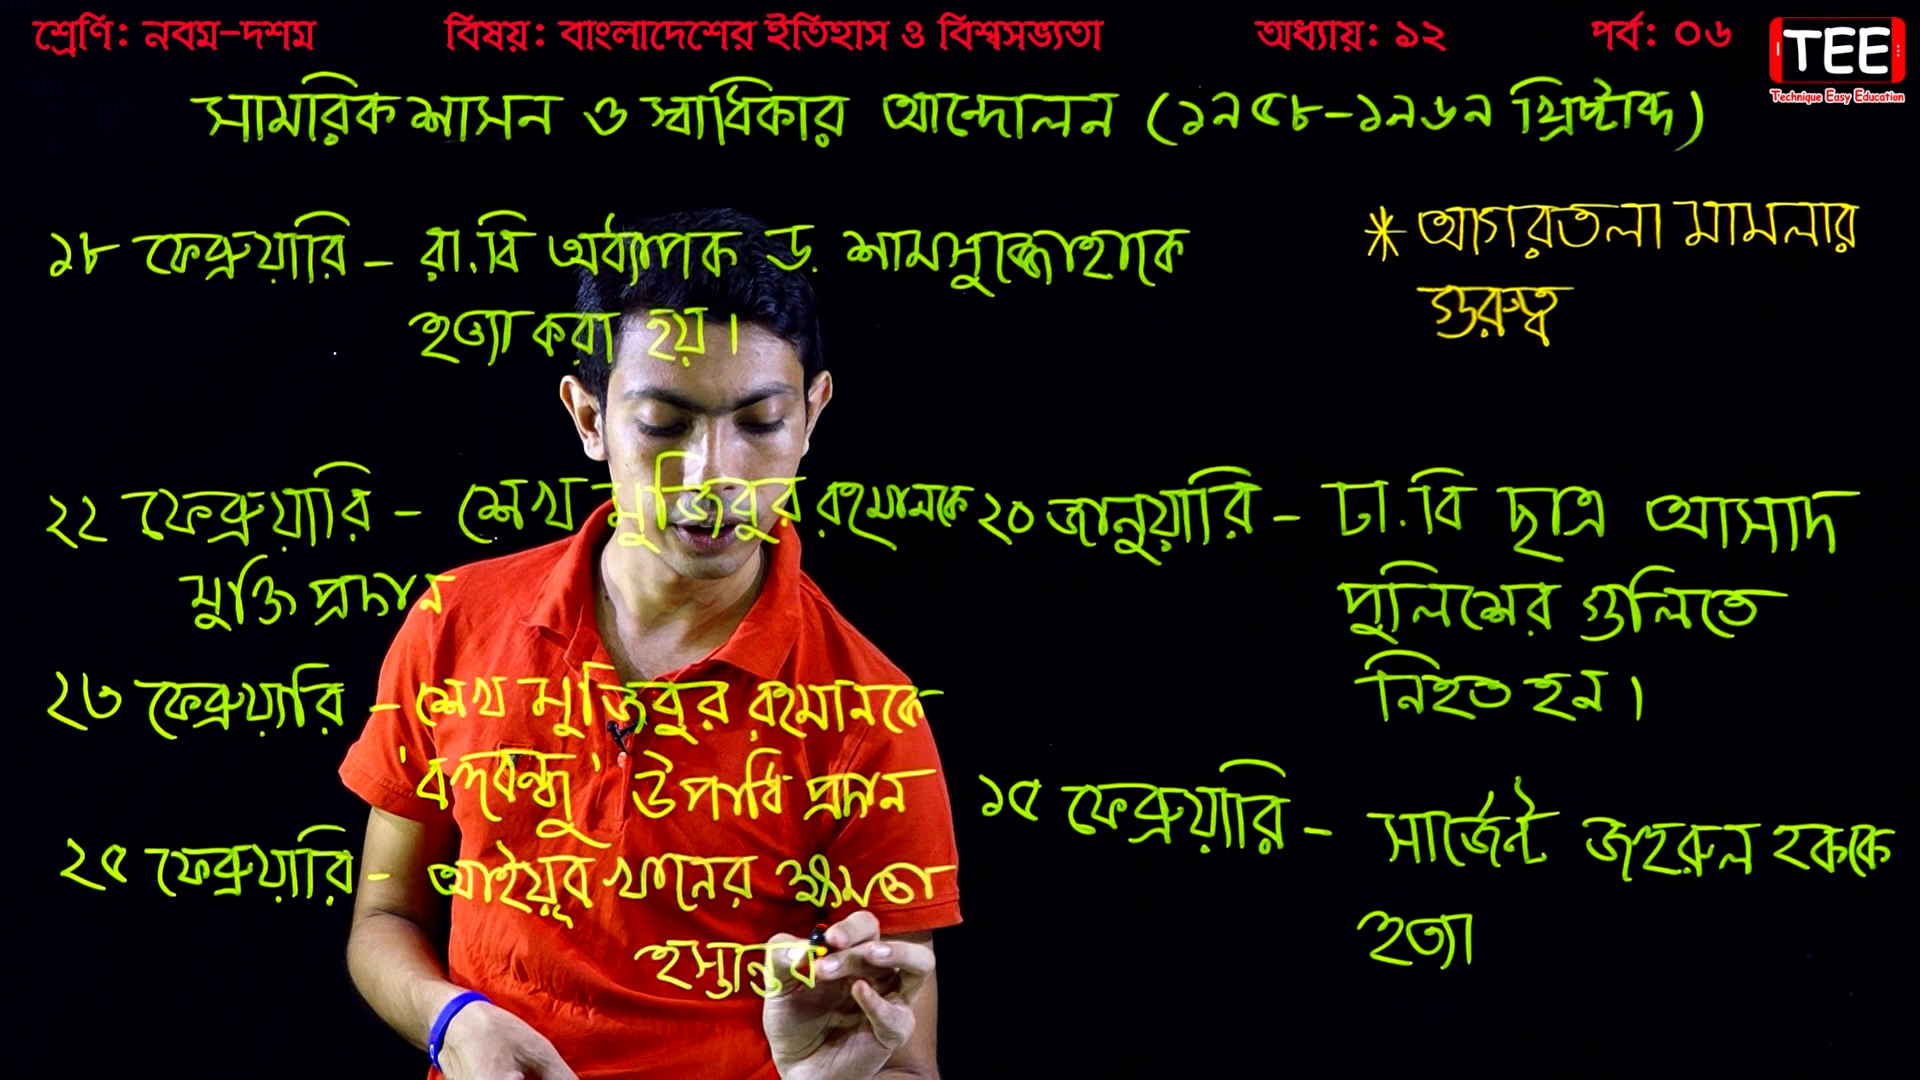 শ্রেণি: নবম-দশম বিষয়: বাংলাদেশের ইতিহাস ও বিশ্বসভ্যতা অধ্যায়: ১২ পর্ব: ০৬
TEE
Technique Easy Education
সামরিক শাসন ও স্বাধিকার আন্দোলন (১৯৫৮-১৯৬৯ খ্রিষ্টাব্দ)
* আগরতলা মামলার
গুরুত্ব
১৮ ফেব্রুয়ারি - রা.বি অধ্যাপক ড. শামসুজ্জোহাকে
হত্যা করা হয়।
২২ ফেব্রুয়ারি - শেখ মুজিবুর রহমানকে
মুক্তি প্রদান
২৩ ফেব্রুয়ারি - শেখ মুজিবুর রহমানকে
'বঙ্গবন্ধু' উপাধি প্রদান
২৫ ফেব্রুয়ারি - আইয়ূব খানের ক্ষমতা
হস্তান্তর
২০ জানুয়ারি - ঢা.বি ছাত্র আসাদ
পুলিশের গুলিতে
নিহত হন।
১৫ ফেব্রুয়ারি - সার্জেন্ট জহুরুল হককে
হত্যা